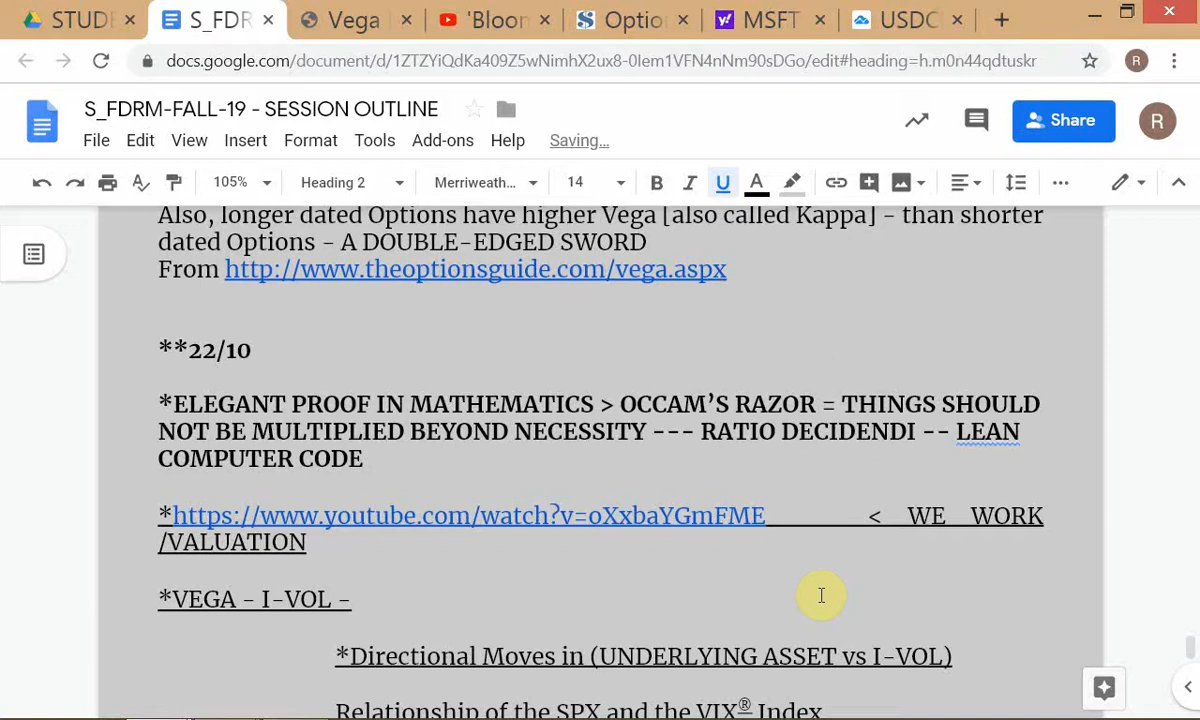 STUDE S_FDR Vega 'Bloon Optio MSFT USDC
docs.google.com/document/d/1ZTZYiQdKa409Z5wNimhX2ux8-0Iem1VFN4nNm90sDGo/edit#heading=h.m0n44qdtuskr R
S_FDRM-FALL-19 - SESSION OUTLINE
File Edit View Insert Format Tools Add-ons Help Saving...
Share R
105% Heading 2 Merriweath... 14 B I U A
Also, longer dated Options have higher Vega [also called Kappa] - than shorter
dated Options - A DOUBLE-EDGED SWORD
From http://www.theoptionsguide.com/vega.aspx
**22/10
*ELEGANT PROOF IN MATHEMATICS > OCCAM'S RAZOR = THINGS SHOULD
NOT BE MULTIPLIED BEYOND NECESSITY --- RATIO DECIDENDI -- LEAN
COMPUTER CODE
*https://www.youtube.com/watch?v=oXxbaYGmFME < WE WORK
/VALUATION
*VEGA - I-VOL -
*Directional Moves in (UNDERLYING ASSET vs I-VOL)
Relationship of the SPX and the VIX® Index